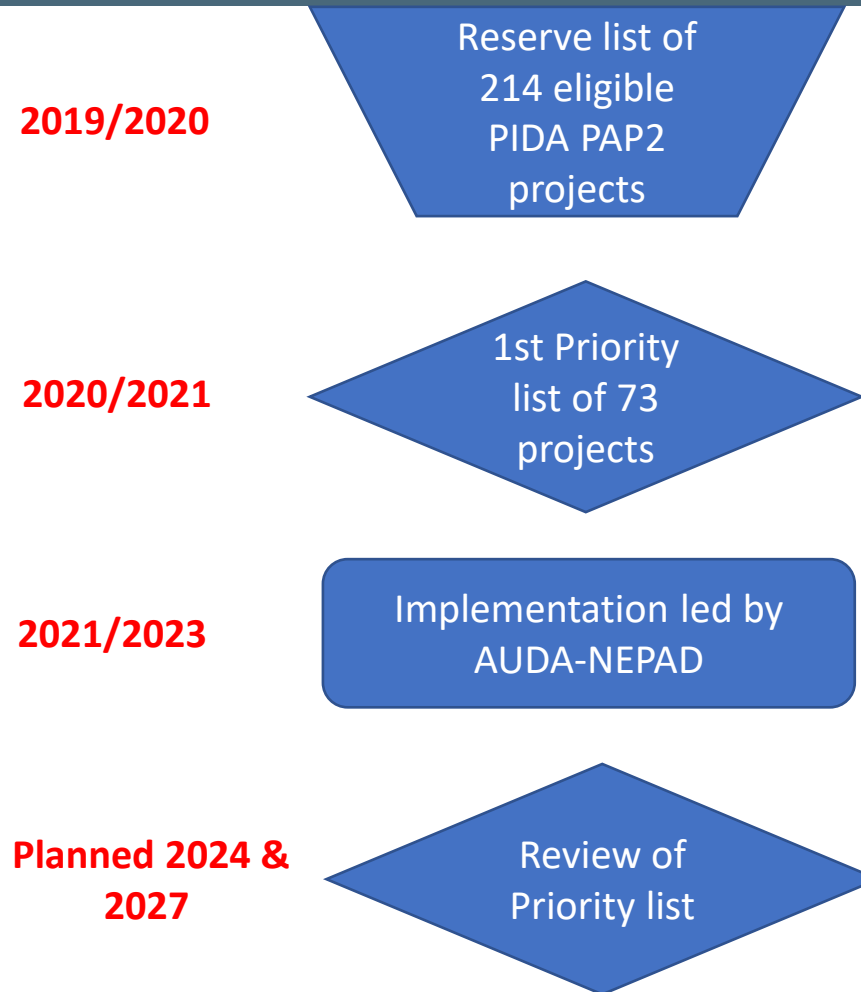 2019/2020
Reserve list of
214 eligible
PIDA PAP2
projects
2020/2021
1st Priority
list of 73
projects
2021/2023
Implementation led by
AUDA-NEPAD
Planned 2024 &
2027
Review of
Priority list